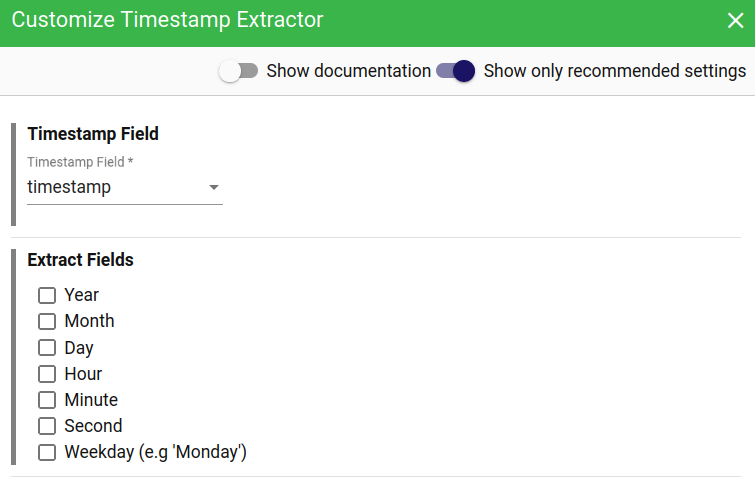 Customize Timestamp Extractor
Show documentation Show only recommended settings
Timestamp Field
Timestamp Field *
timestamp
Extract Fields
Year
Month
Day
Hour
Minute
Second
Weekday (e.g 'Monday')